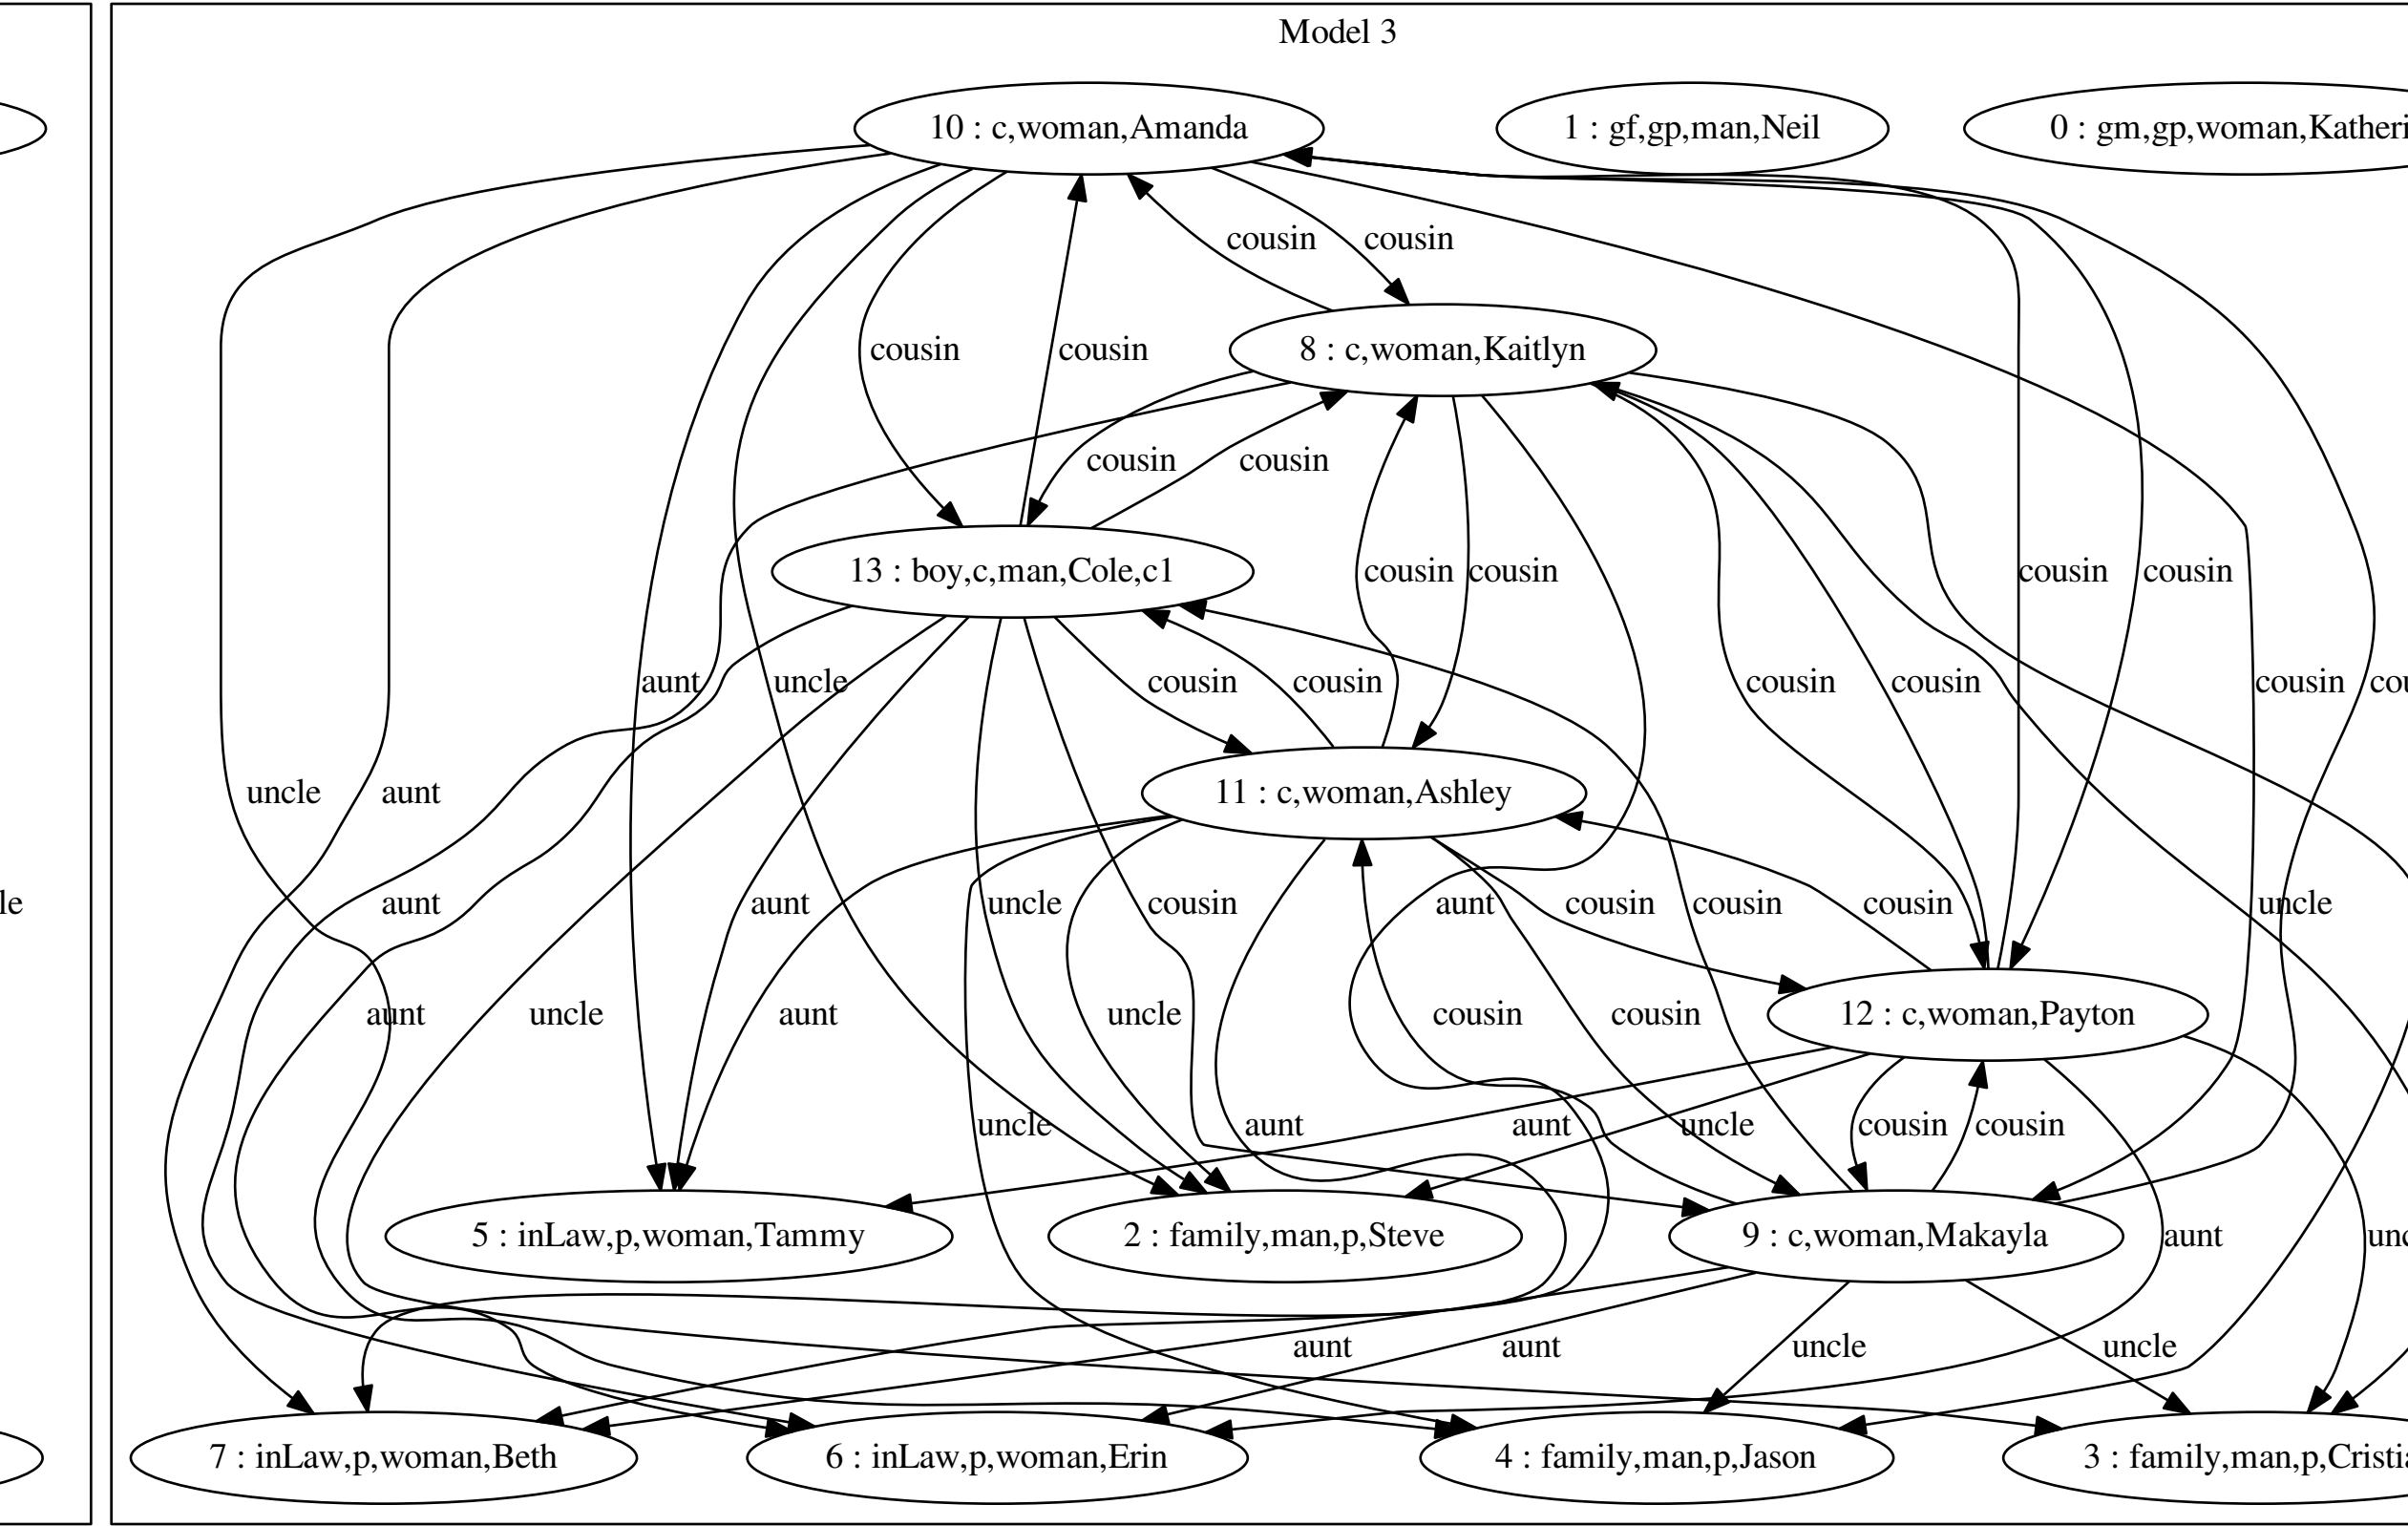 Model 3
10 : c,woman,Amanda
1 : gf,gp,man,Neil
0 : gm,gp,woman,Katheri
cousin
cousin
cousin
cousin
8 : c,woman,Kaitlyn
cousin
cousin
13 : boy,c,man,Cole,c1
cousin
cousin
cousin
cousin
aunt
uncle
cousin
cousin
cousin
cousin
cousin
cou
uncle
aunt
11 : c,woman,Ashley
le
aunt
aunt
uncle
cousin
aunt
cousin
cousin
cousin
uncle
aunt
uncle
aunt
uncle
cousin
cousin
12 : c,woman,Payton
uncle
aunt
aunt
uncle
cousin
cousin
5 : inLaw,p,woman,Tammy
2 : family,man,p,Steve
9 : c,woman,Makayla
aunt
unc
aunt
aunt
uncle
uncle
7 : inLaw,p,woman,Beth
6 : inLaw,p,woman,Erin
4 : family,man,p,Jason
3 : family,man,p,Cristia